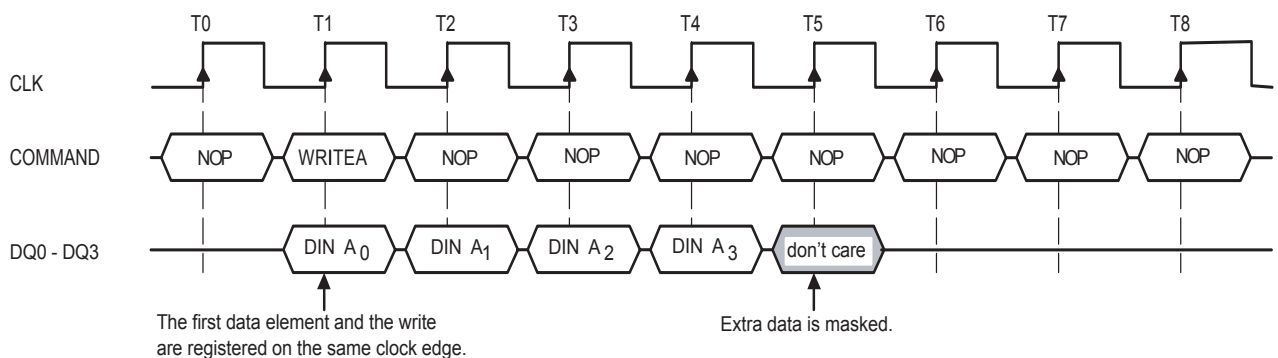 T0 T1 T2 T3 T4 T5 T6 T7 T8
CLK
COMMAND NOP WRITEA NOP NOP NOP NOP NOP NOP NOP
DQ0 - DQ3 DIN A0 DIN A1 DIN A2 DIN A3 don't care
The first data element and the write
are registered on the same clock edge.
Extra data is masked.